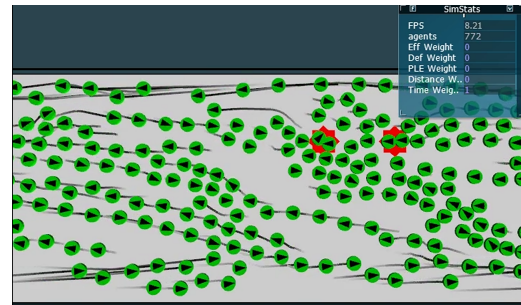 SimStats
FPS 8.21
agents 772
Eff Weight 0
Def Weight 0
PLE Weight 0
Distance W.. 0
Time Weig.. 1